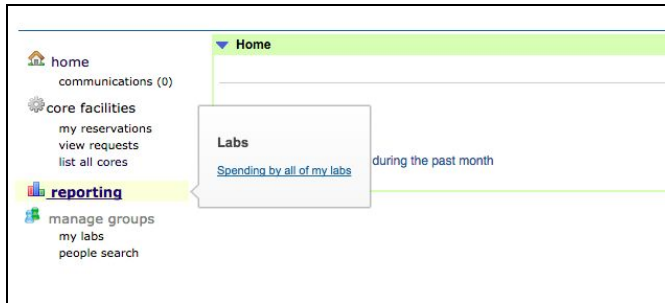 home
communications (0)
core facilities
my reservations
view requests
list all cores
reporting
manage groups
my labs
people search
Home
Labs
Spending by all of my labs
during the past month